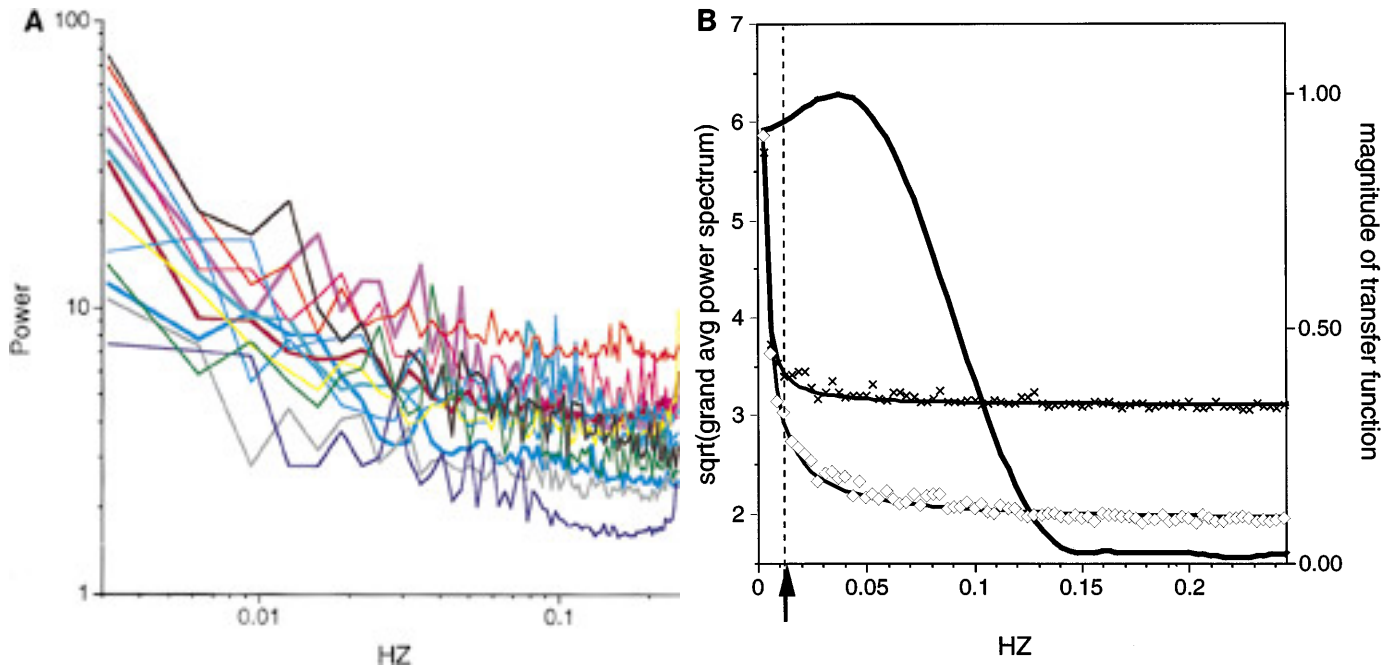 A
100
10
1
Power
0.01
0.1
HZ
B
7
6
5
4
3
2
sqrt(grand avg power spectrum)
1.00
0.50
0.00
magnitude of transfer function
0
0.05
0.1
0.15
0.2
HZ